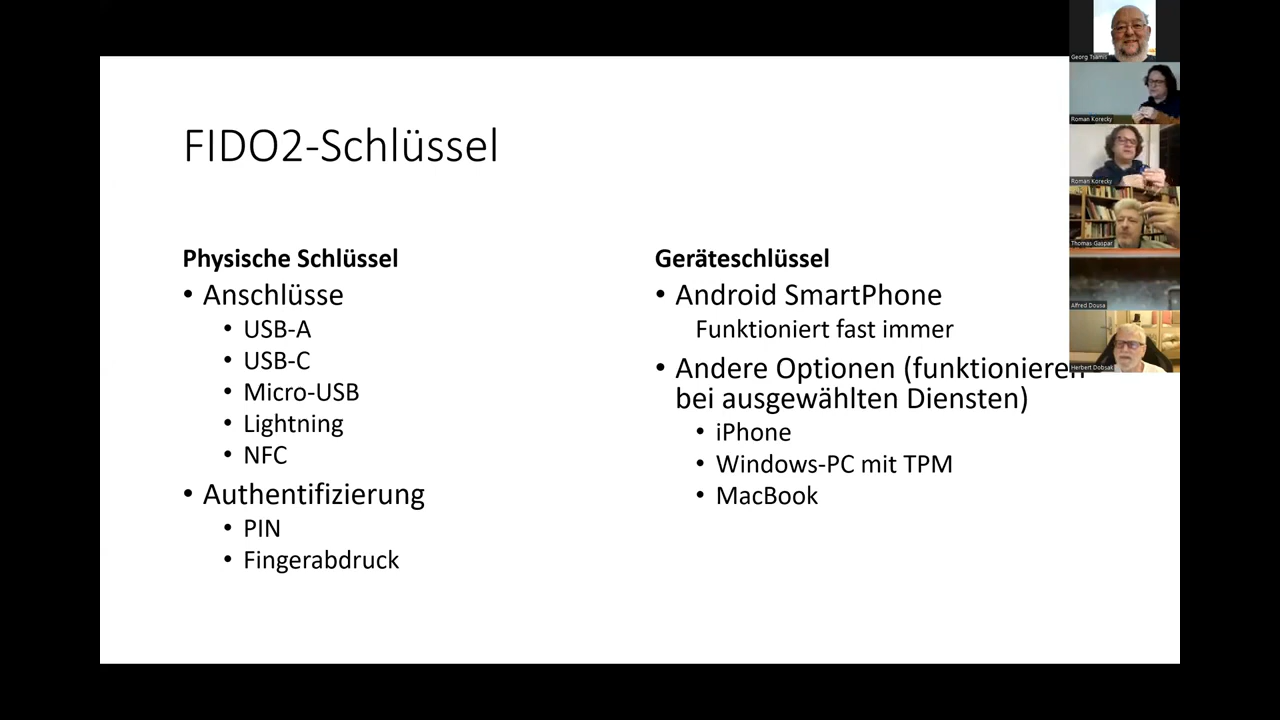 FIDO2-Schlüssel
Physische Schlüssel
• Anschlüsse
• USB-A
• USB-C
• Micro-USB
• Lightning
• NFC
• Authentifizierung
• PIN
• Fingerabdruck
Geräteschlüssel
• Android SmartPhone
Funktioniert fast immer
• Andere Optionen (funktionieren
bei ausgewählten Diensten)
• iPhone
• Windows-PC mit TPM
• MacBook
Georg Tsamis
Roman Korecky
Roman Korecky
Thomas Gaspar
Alfred Dousa
Herbert Dobsak